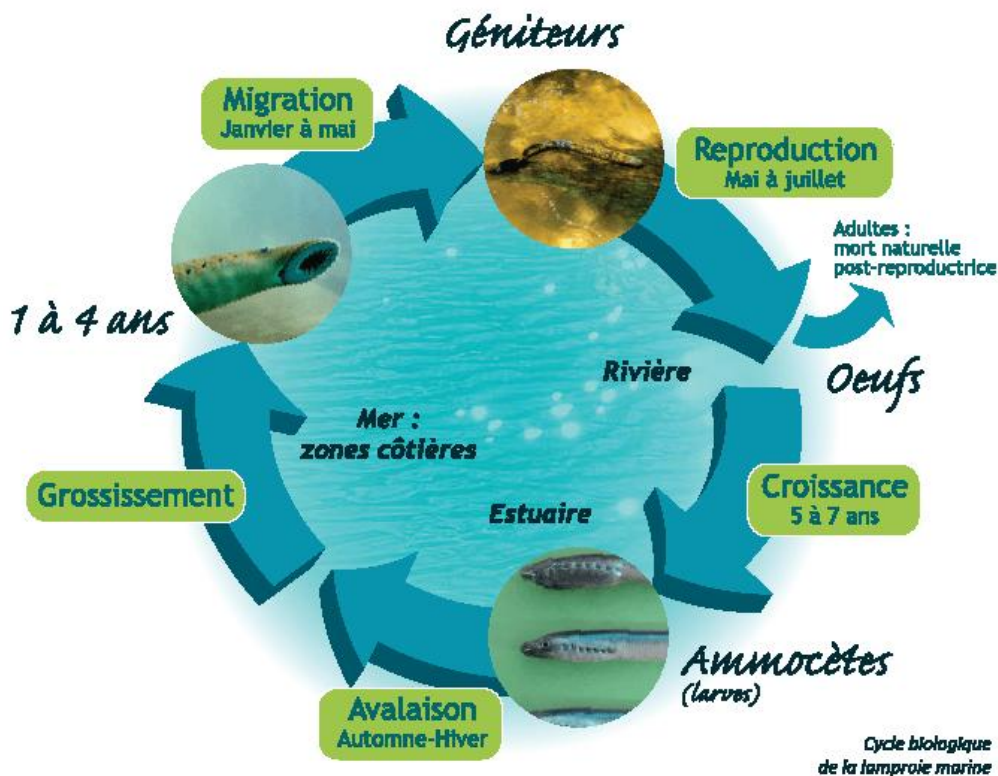 Géniteurs
Migration
Janvier à mai
Reproduction
Mai à juillet
Adultes :
mort naturelle
post-reproductrice
1 à 4 ans
Rivière
Oeufs
Mer :
zones côtières
Grossissement
Croissance
5 à 7 ans
Estuaire
Ammocètes
(larves)
Avalaison
Automne-Hiver
Cycle biologique
de la lamproie marine